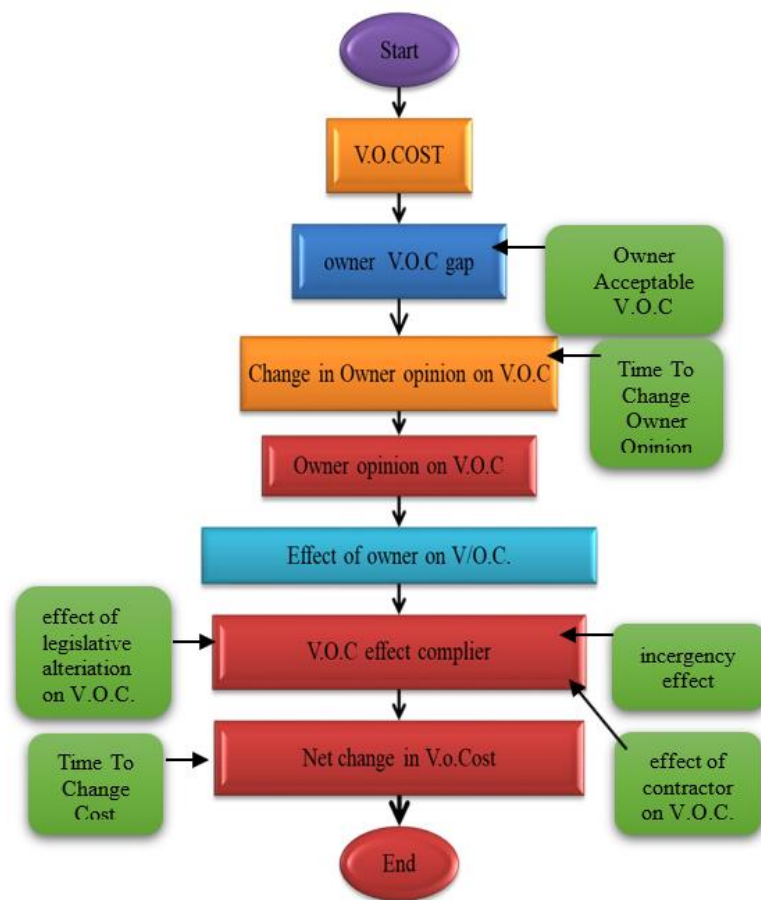 Start
V.O.COST
owner V.O.C gap
Owner
Acceptable
V.O.C
Change in Owner opinion on V.O.C
Time To
Change
Owner
Opinion
Owner opinion on V.O.C
Effect of owner on V/O.C.
effect of
legislative
alteriation
on V.O.C.
V.O.C effect complier
incergency
effect
Time To
Change
Cost
Net change in V.o.Cost
effect of
contractor
on V.O.C.
End